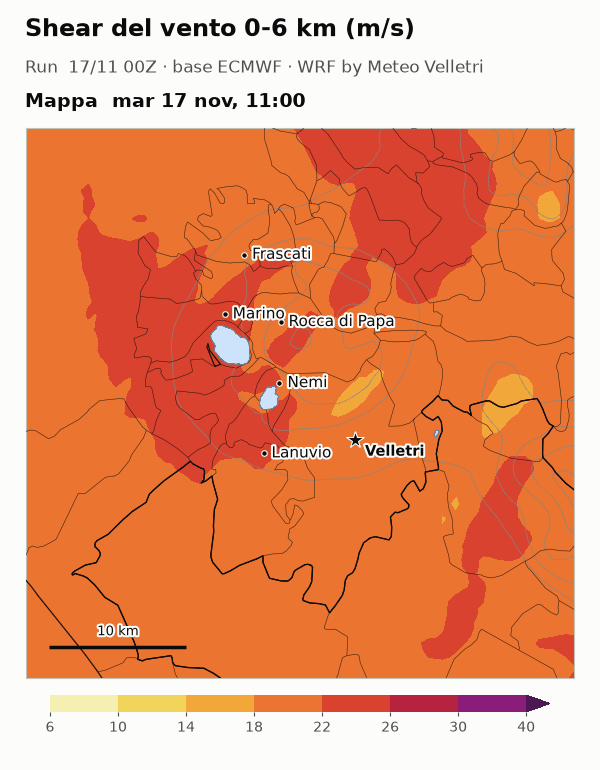 Shear del vento 0-6 km (m/s)
Run  17/11 00Z · base ECMWF · WRF by Meteo Velletri
Mappa  mar 17 nov, 11:00
Frascati
Marino
Rocca di Papa
Nemi
Velletri
Lanuvio
10 km
6 10 14 18 22 26 30 40